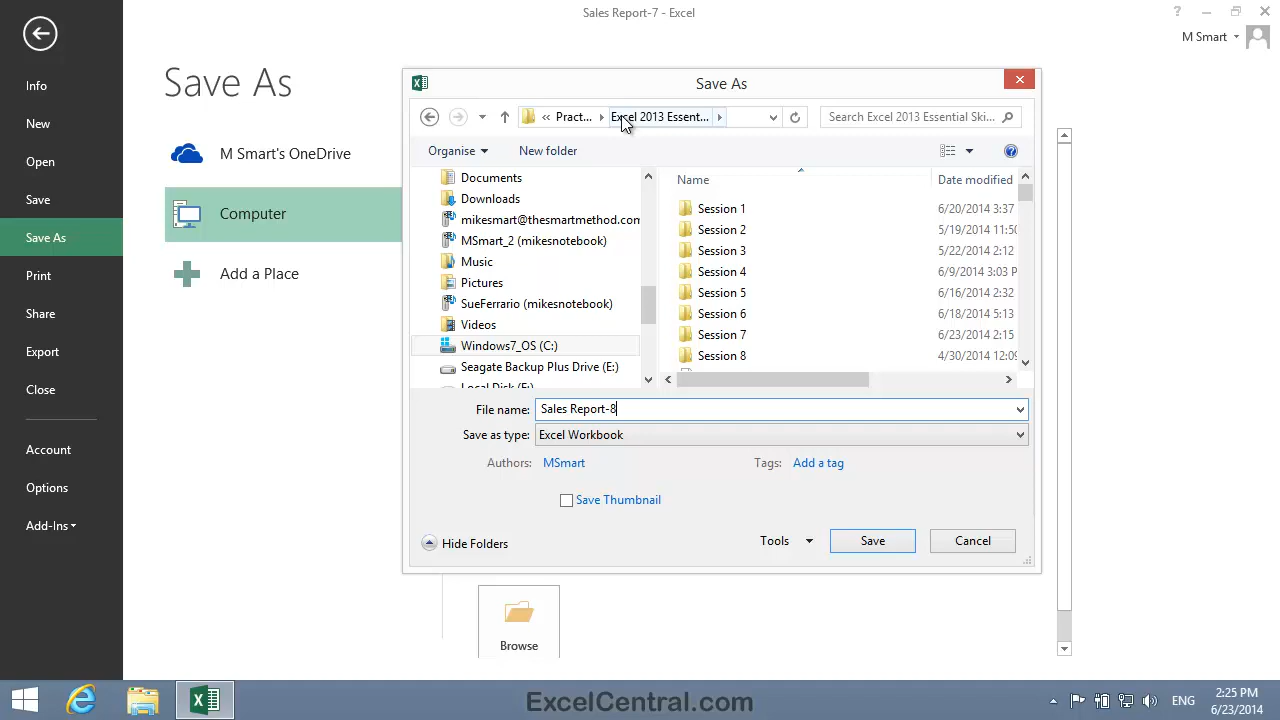 Sales Report-7 - Excel
M Smart
Info
New
Open
Save
Save As
Print
Share
Export
Close
Account
Options
Add-Ins
Save As
M Smart's OneDrive
Computer
Add a Place
Save As
« Pract... Excel 2013 Essent...
Search Excel 2013 Essential Ski...
Organise New folder
Documents
Downloads
mikesmart@thesmartmethod.com
MSmart_2 (mikesnotebook)
Music
Pictures
SueFerrario (mikesnotebook)
Videos
Windows7_OS (C:)
Seagate Backup Plus Drive (E:)
Local Disk (F:)
Name Date modified
Session 1 6/20/2014 3:37
Session 2 5/19/2014 11:50
Session 3 5/22/2014 2:12
Session 4 6/9/2014 3:03 P
Session 5 6/16/2014 2:32
Session 6 6/18/2014 5:13
Session 7 6/23/2014 2:15
Session 8 4/30/2014 12:09
File name: Sales Report-8
Save as type: Excel Workbook
Authors: MSmart Tags: Add a tag
Save Thumbnail
Hide Folders Tools Save Cancel
Browse
ExcelCentral.com
ENG
2:25 PM
6/23/2014